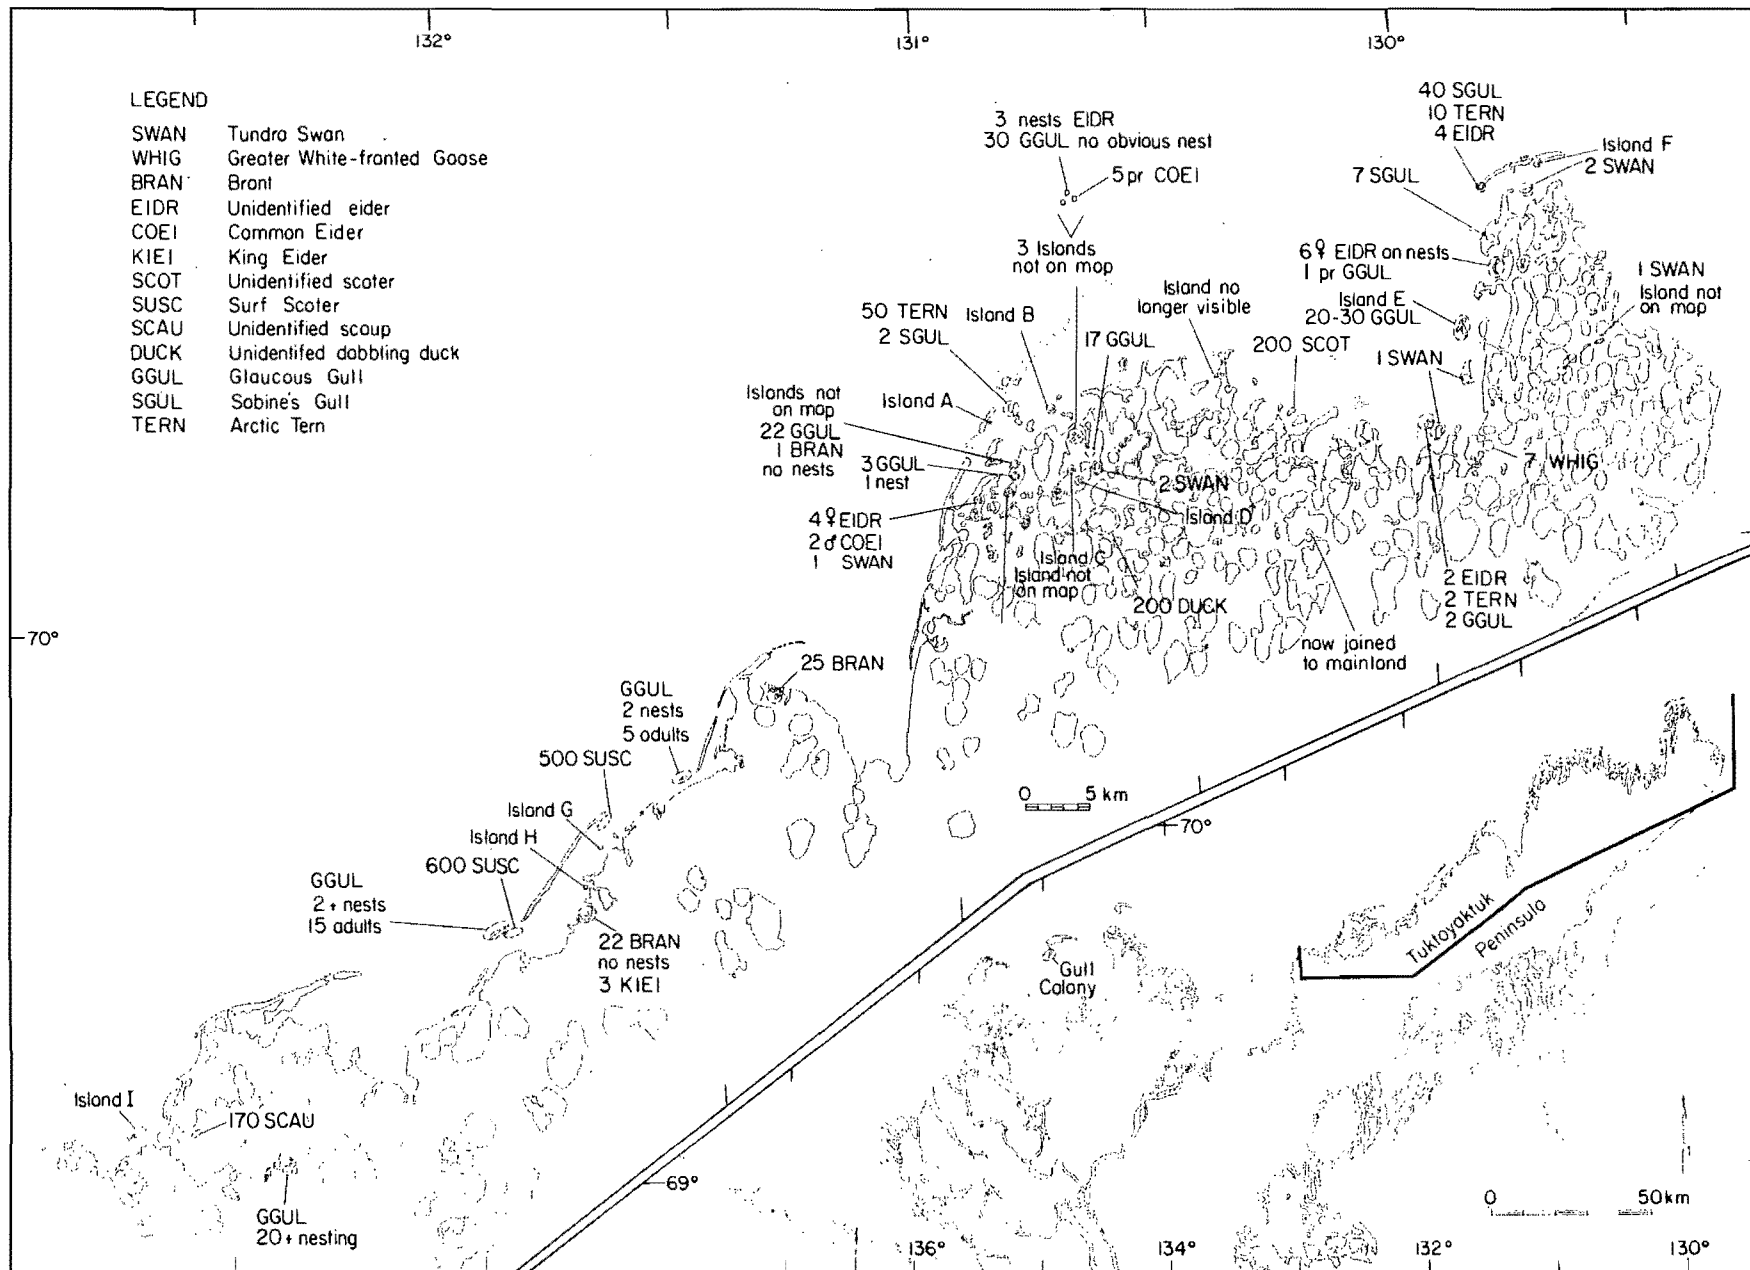 132°
131°
130°
LEGEND
SWAN Tundra Swan
WHIG Greater White-fronted Goose
BRAN Brant
EIDR Unidentified eider
COEI Common Eider
KIEI King Eider
SCOT Unidentified scoter
SUSC Surf Scoter
SCAU Unidentified scaup
DUCK Unidentifed dabbling duck
GGUL Glaucous Gull
SGUL Sabine's Gull
TERN Arctic Tern
3 nests EIDR
30 GGUL no obvious nest
5 pr COEI
3 Islands
not on map
40 SGUL
10 TERN
4 EIDR
Island F
2 SWAN
7 SGUL
6♀ EIDR on nests
1 pr GGUL
Island E
20-30 GGUL
1 SWAN
Island not
on map
1 SWAN
Island no
longer visible
200 SCOT
50 TERN
2 SGUL
Island B
17 GGUL
Island A
Islands not
on map
22 GGUL
1 BRAN
no nests
3 GGUL
1 nest
4♀EIDR
2♂COEI
1 SWAN
2 SWAN
Island D
Island C
Island not
on map
200 DUCK
7 WHIG
2 EIDR
2 TERN
2 GGUL
now joined
to mainland
70°
25 BRAN
GGUL
2 nests
5 adults
500 SUSC
Island G
Island H
600 SUSC
GGUL
2+ nests
15 adults
22 BRAN
no nests
3 KIEI
0 5 km
70°
Tuktoyaktuk
Peninsula
Gull
Colony
Island I
170 SCAU
GGUL
20+ nesting
69°
0 50km
136°
134°
132°
130°